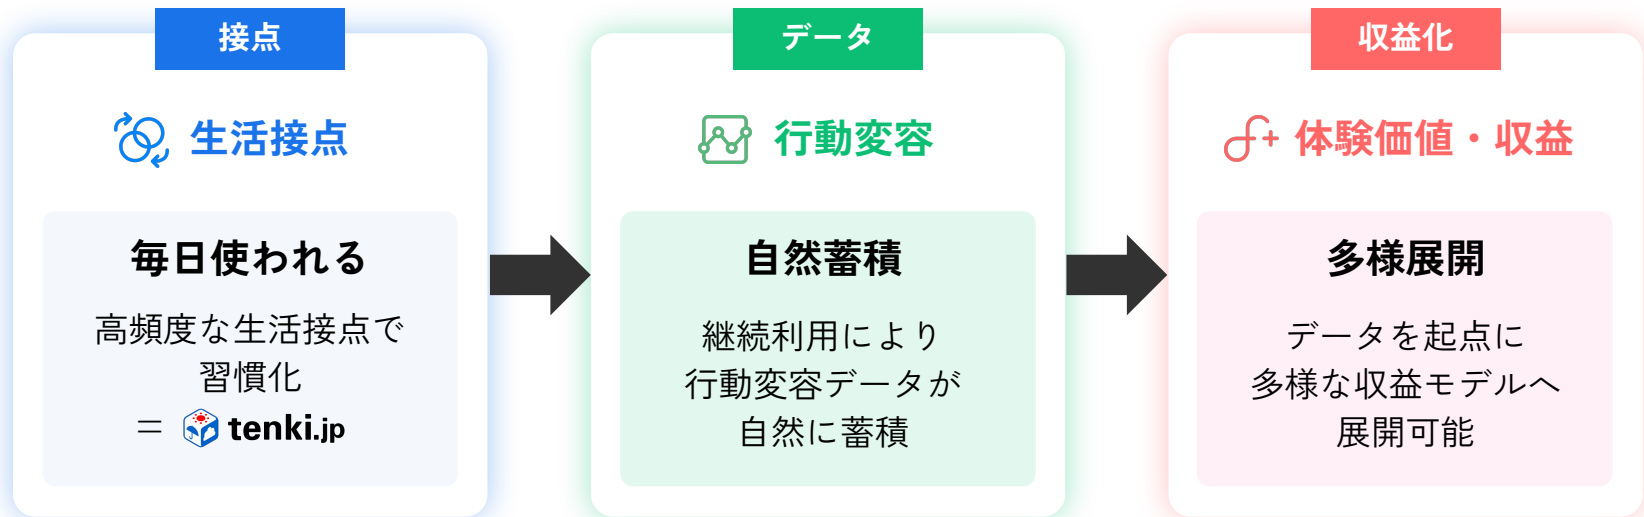 接点
生活接点
毎日使われる
高頻度な生活接点で
習慣化
= tenki.jp
データ
行動変容
自然蓄積
継続利用により
行動変容データが
自然に蓄積
収益化
体験価値・収益
多様展開
データを起点に
多様な収益モデルへ
展開可能